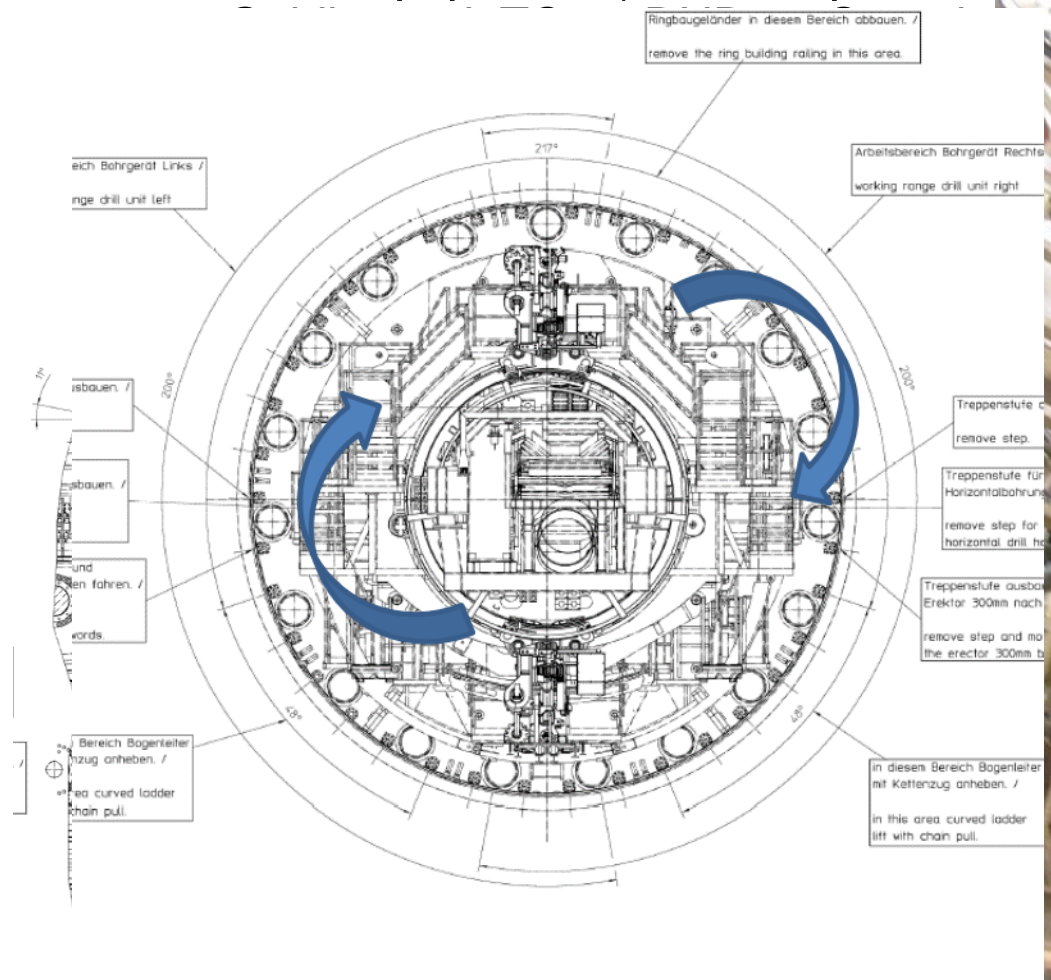 Ringbaugeländer in diesem Bereich abbauen. /
remove the ring building railing in this area.
217°
eich Bohrgerät Links /
nge drill unit left
Arbeitsbereich Bohrgerät Rechts
working range drill unit right
200°
200°
11°
usbauen. /
Treppenstufe
remove step.
sbauen. /
Treppenstufe für
Horizontalbohrung
remove step for
horizontal drill
und
en fahren. /
words.
Treppenstufe ausbau
Erektor 300mm nach
remove step and mo
the erector 300mm b
48°
48°
Bereich Bogenleiter
zug anheben. /
rea curved ladder
chain pull.
in diesem Bereich Bogenleiter
mit Kettenzug anheben. /
in this area curved ladder
lift with chain pull.
/